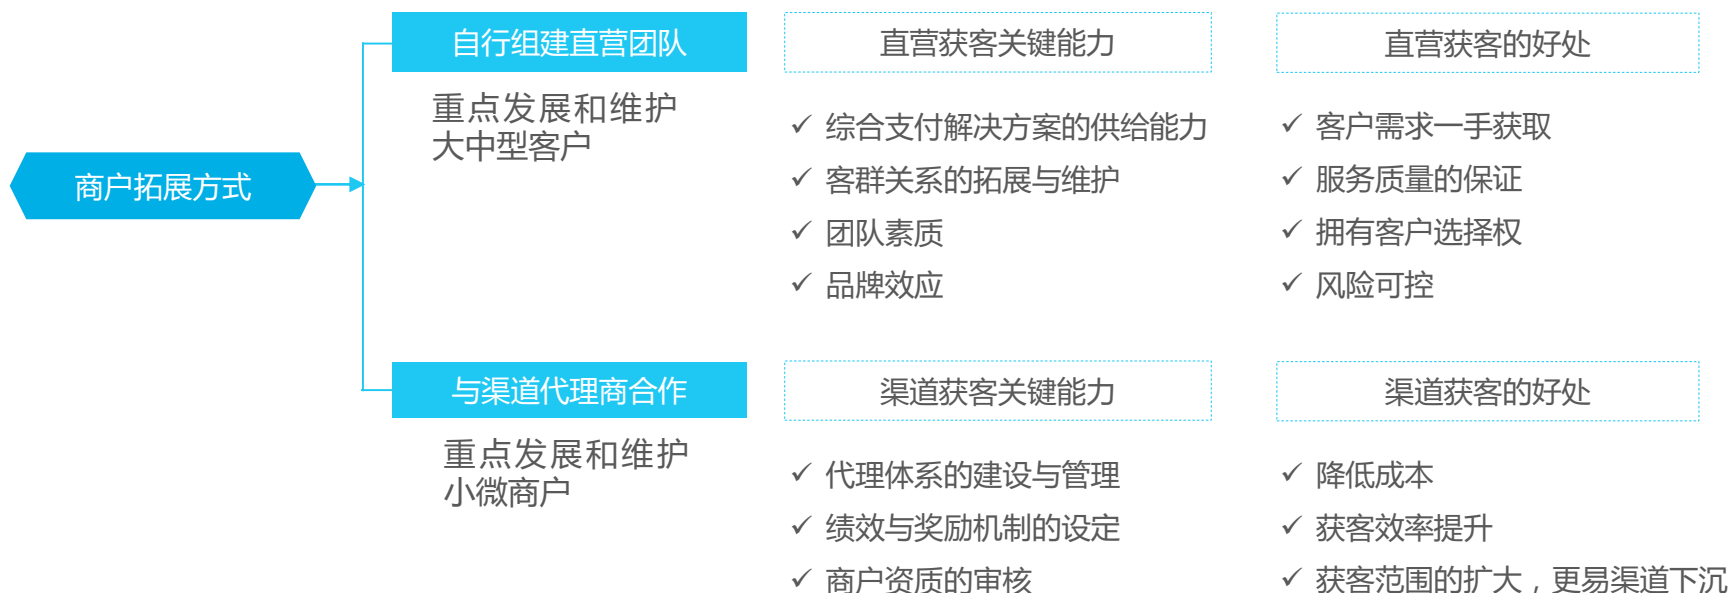 商户拓展方式
自行组建直营团队
重点发展和维护
大中型客户
直营获客关键能力
综合支付解决方案的供给能力
客群关系的拓展与维护
团队素质
品牌效应
直营获客的好处
客户需求一手获取
服务质量的保证
拥有客户选择权
风险可控
与渠道代理商合作
重点发展和维护
小微商户
渠道获客关键能力
代理体系的建设与管理
绩效与奖励机制的设定
商户资质的审核
渠道获客的好处
降低成本
获客效率提升
获客范围的扩大，更易渠道下沉